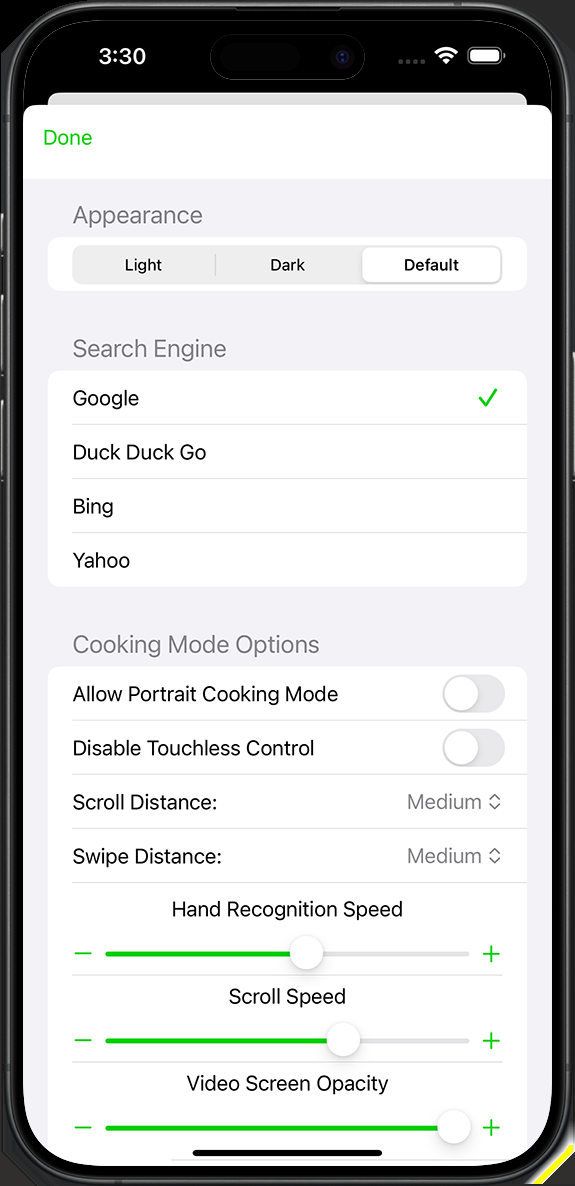 3:30
Done
Appearance
Light Dark Default
Search Engine
Google
Duck Duck Go
Bing
Yahoo
Cooking Mode Options
Allow Portrait Cooking Mode
Disable Touchless Control
Scroll Distance: Medium
Swipe Distance: Medium
Hand Recognition Speed
Scroll Speed
Video Screen Opacity